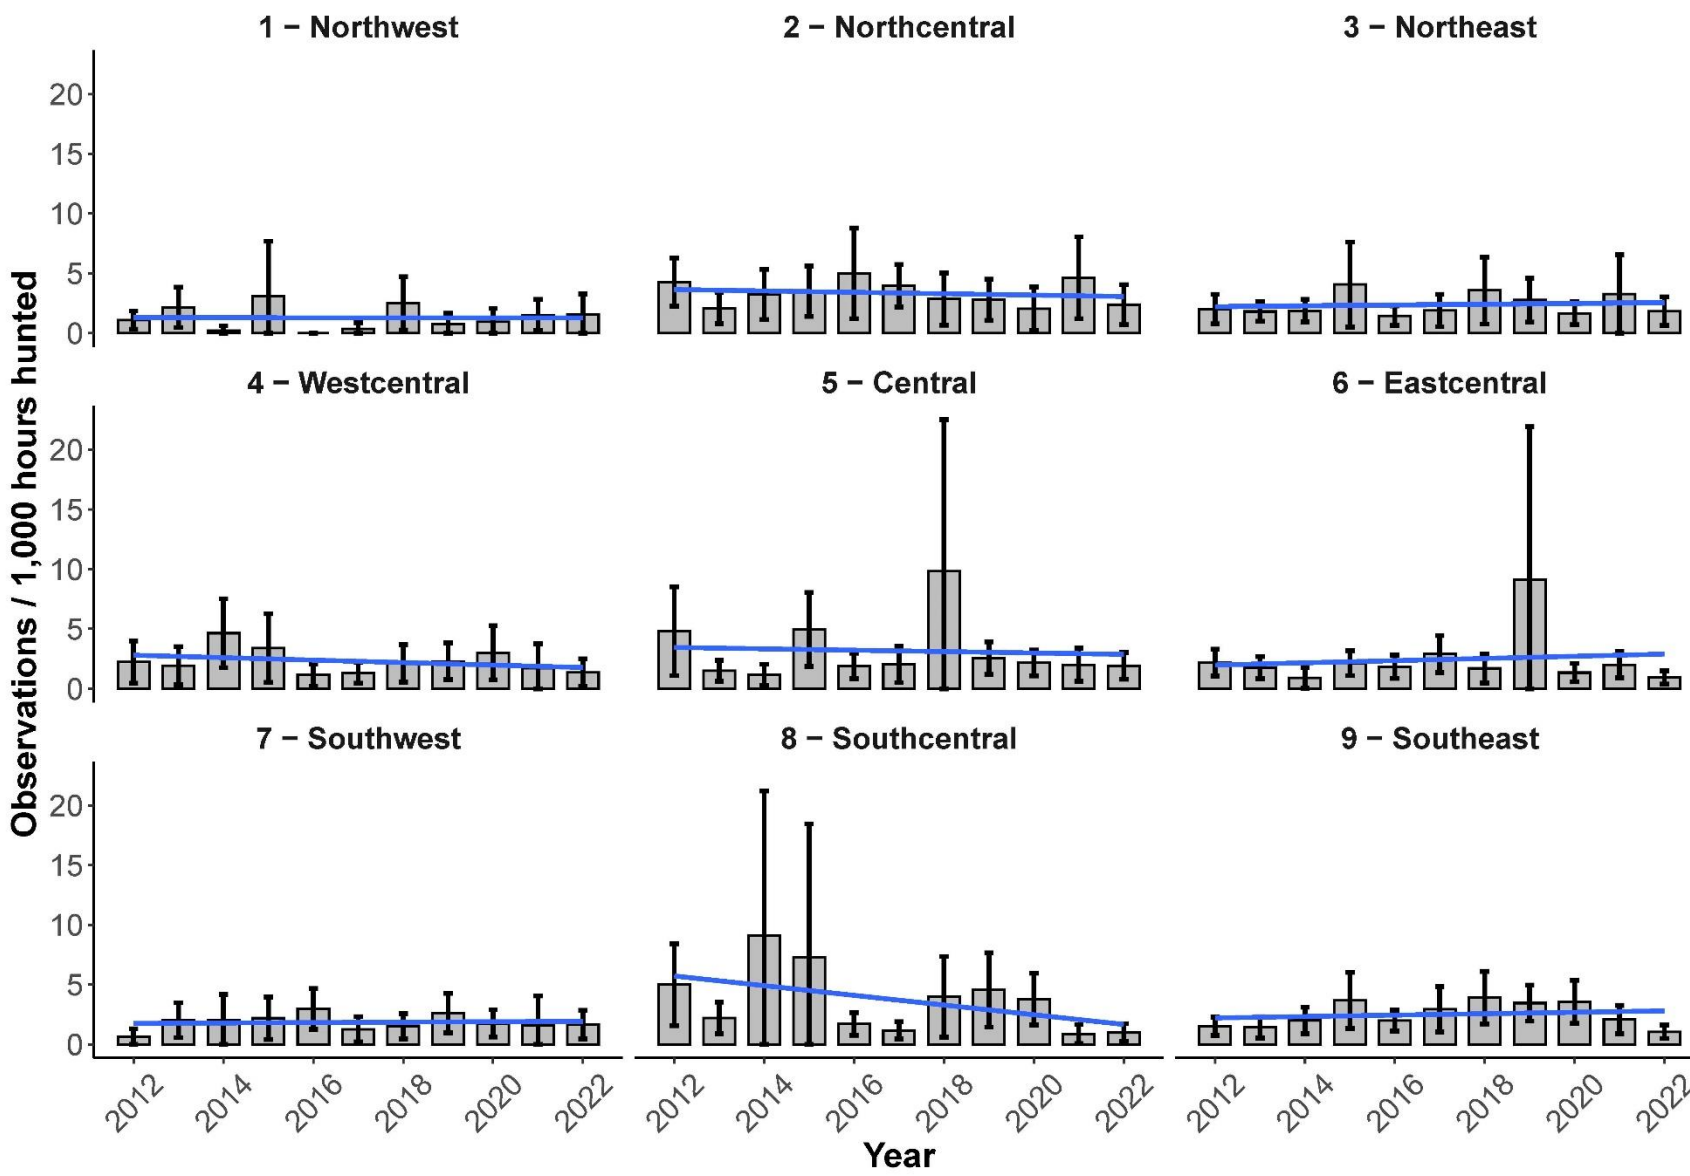 1 − Northwest
2 − Northcentral
3 − Northeast
20
15
10
5
0
4 − Westcentral
5 − Central
6 − Eastcentral
20
15
10
5
0
7 − Southwest
8 − Southcentral
9 − Southeast
20
15
10
5
0
Observations / 1,000 hours hunted
2012 2014 2016 2018 2020 2022
2012 2014 2016 2018 2020 2022
2012 2014 2016 2018 2020 2022
Year